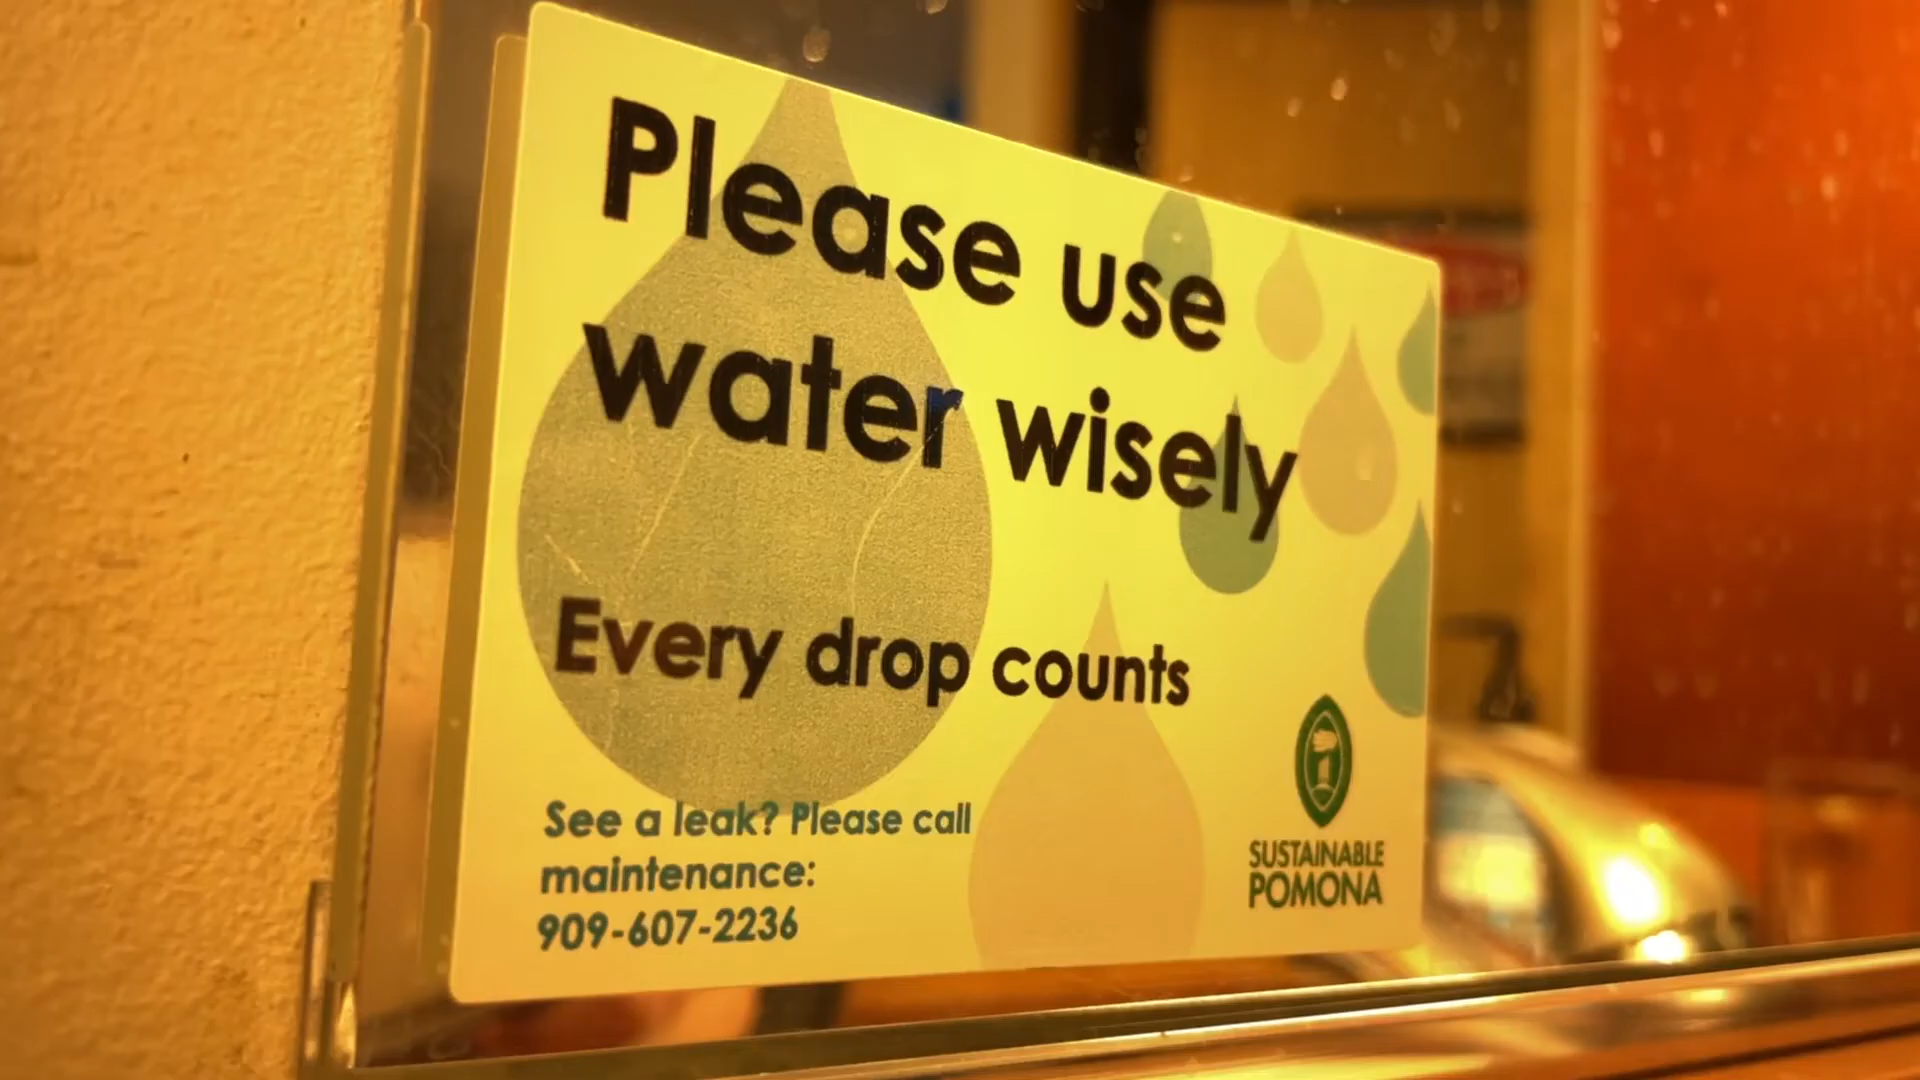 Please use
water wisely
Every drop counts
See a leak? Please call
maintenance:
909-607-2236
SUSTAINABLE
POMONA